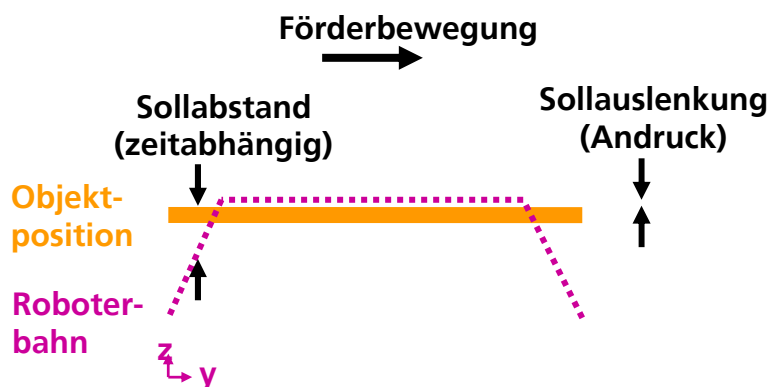 Förderbewegung
Sollabstand
(zeitabhängig)
Sollauslenkung
(Andruck)
Objekt-
position
Roboter-
bahn
z
y